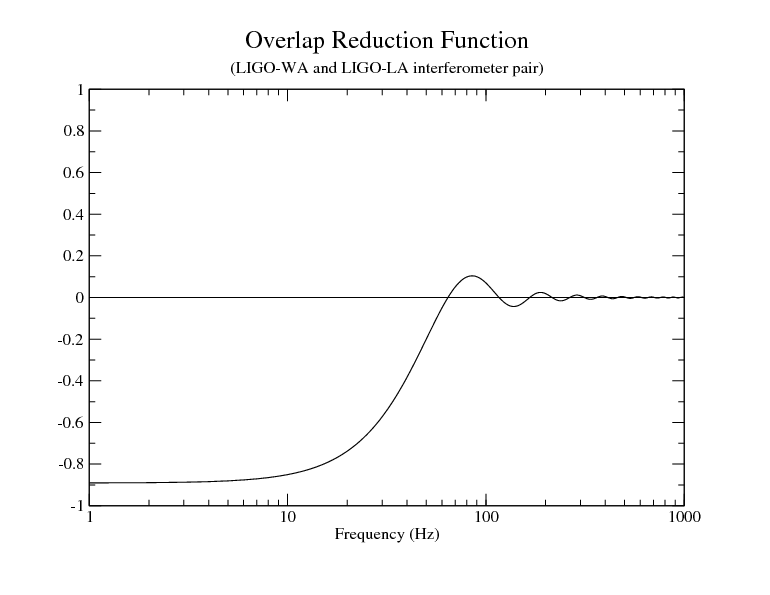 Overlap Reduction Function
(LIGO-WA and LIGO-LA interferometer pair)
1
0.8
0.6
0.4
0.2
0
-0.2
-0.4
-0.6
-0.8
-1
1 10 100 1000
Frequency (Hz)